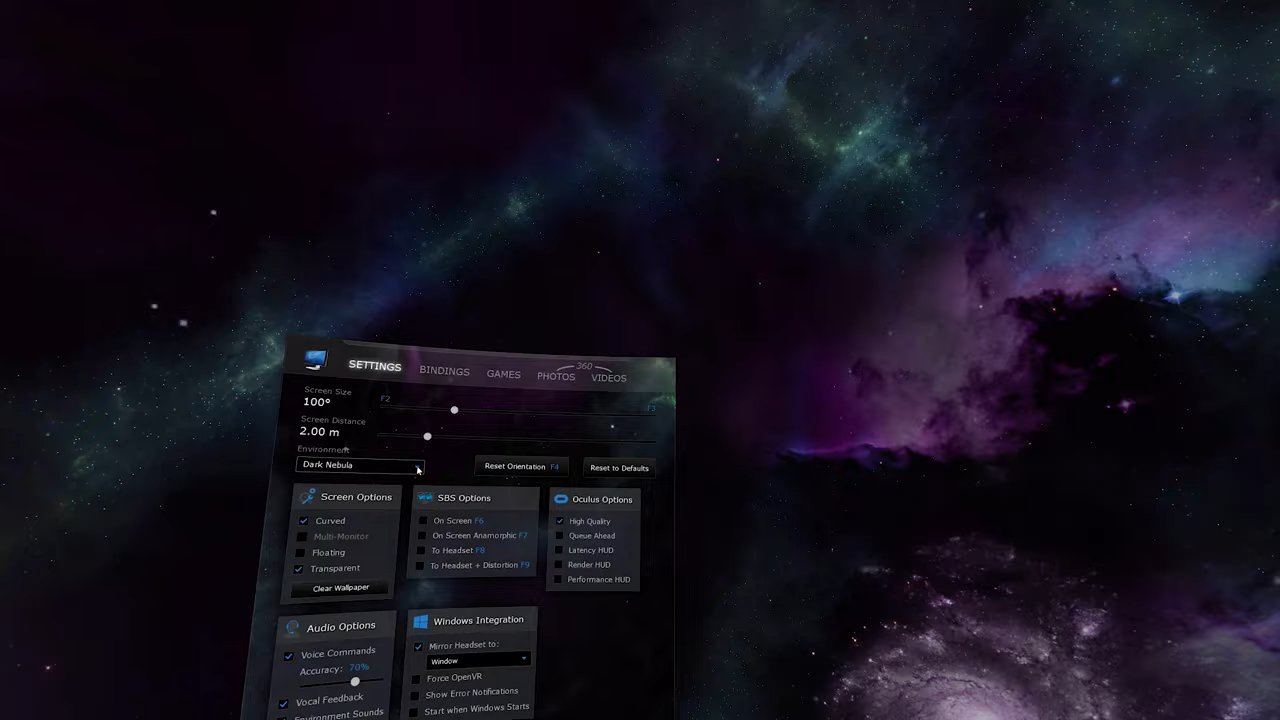 SETTINGS BINDINGS GAMES PHOTOS 360 VIDEOS
Screen Size
100° F2 F3
Screen Distance
2.00 m
Environment
Dark Nebula Reset Orientation F4 Reset to Defaults
Screen Options
Curved
Multi-Monitor
Floating
Transparent
Clear Wallpaper
SBS Options
On Screen F6
On Screen Anamorphic F7
To Headset F8
To Headset + Distortion F9
Oculus Options
High Quality
Queue Ahead
Latency HUD
Render HUD
Performance HUD
Audio Options
Voice Commands
Accuracy: 70%
Vocal Feedback
Environment Sounds
Windows Integration
Mirror Headset to:
Window
Force OpenVR
Show Error Notifications
Start when Windows Starts